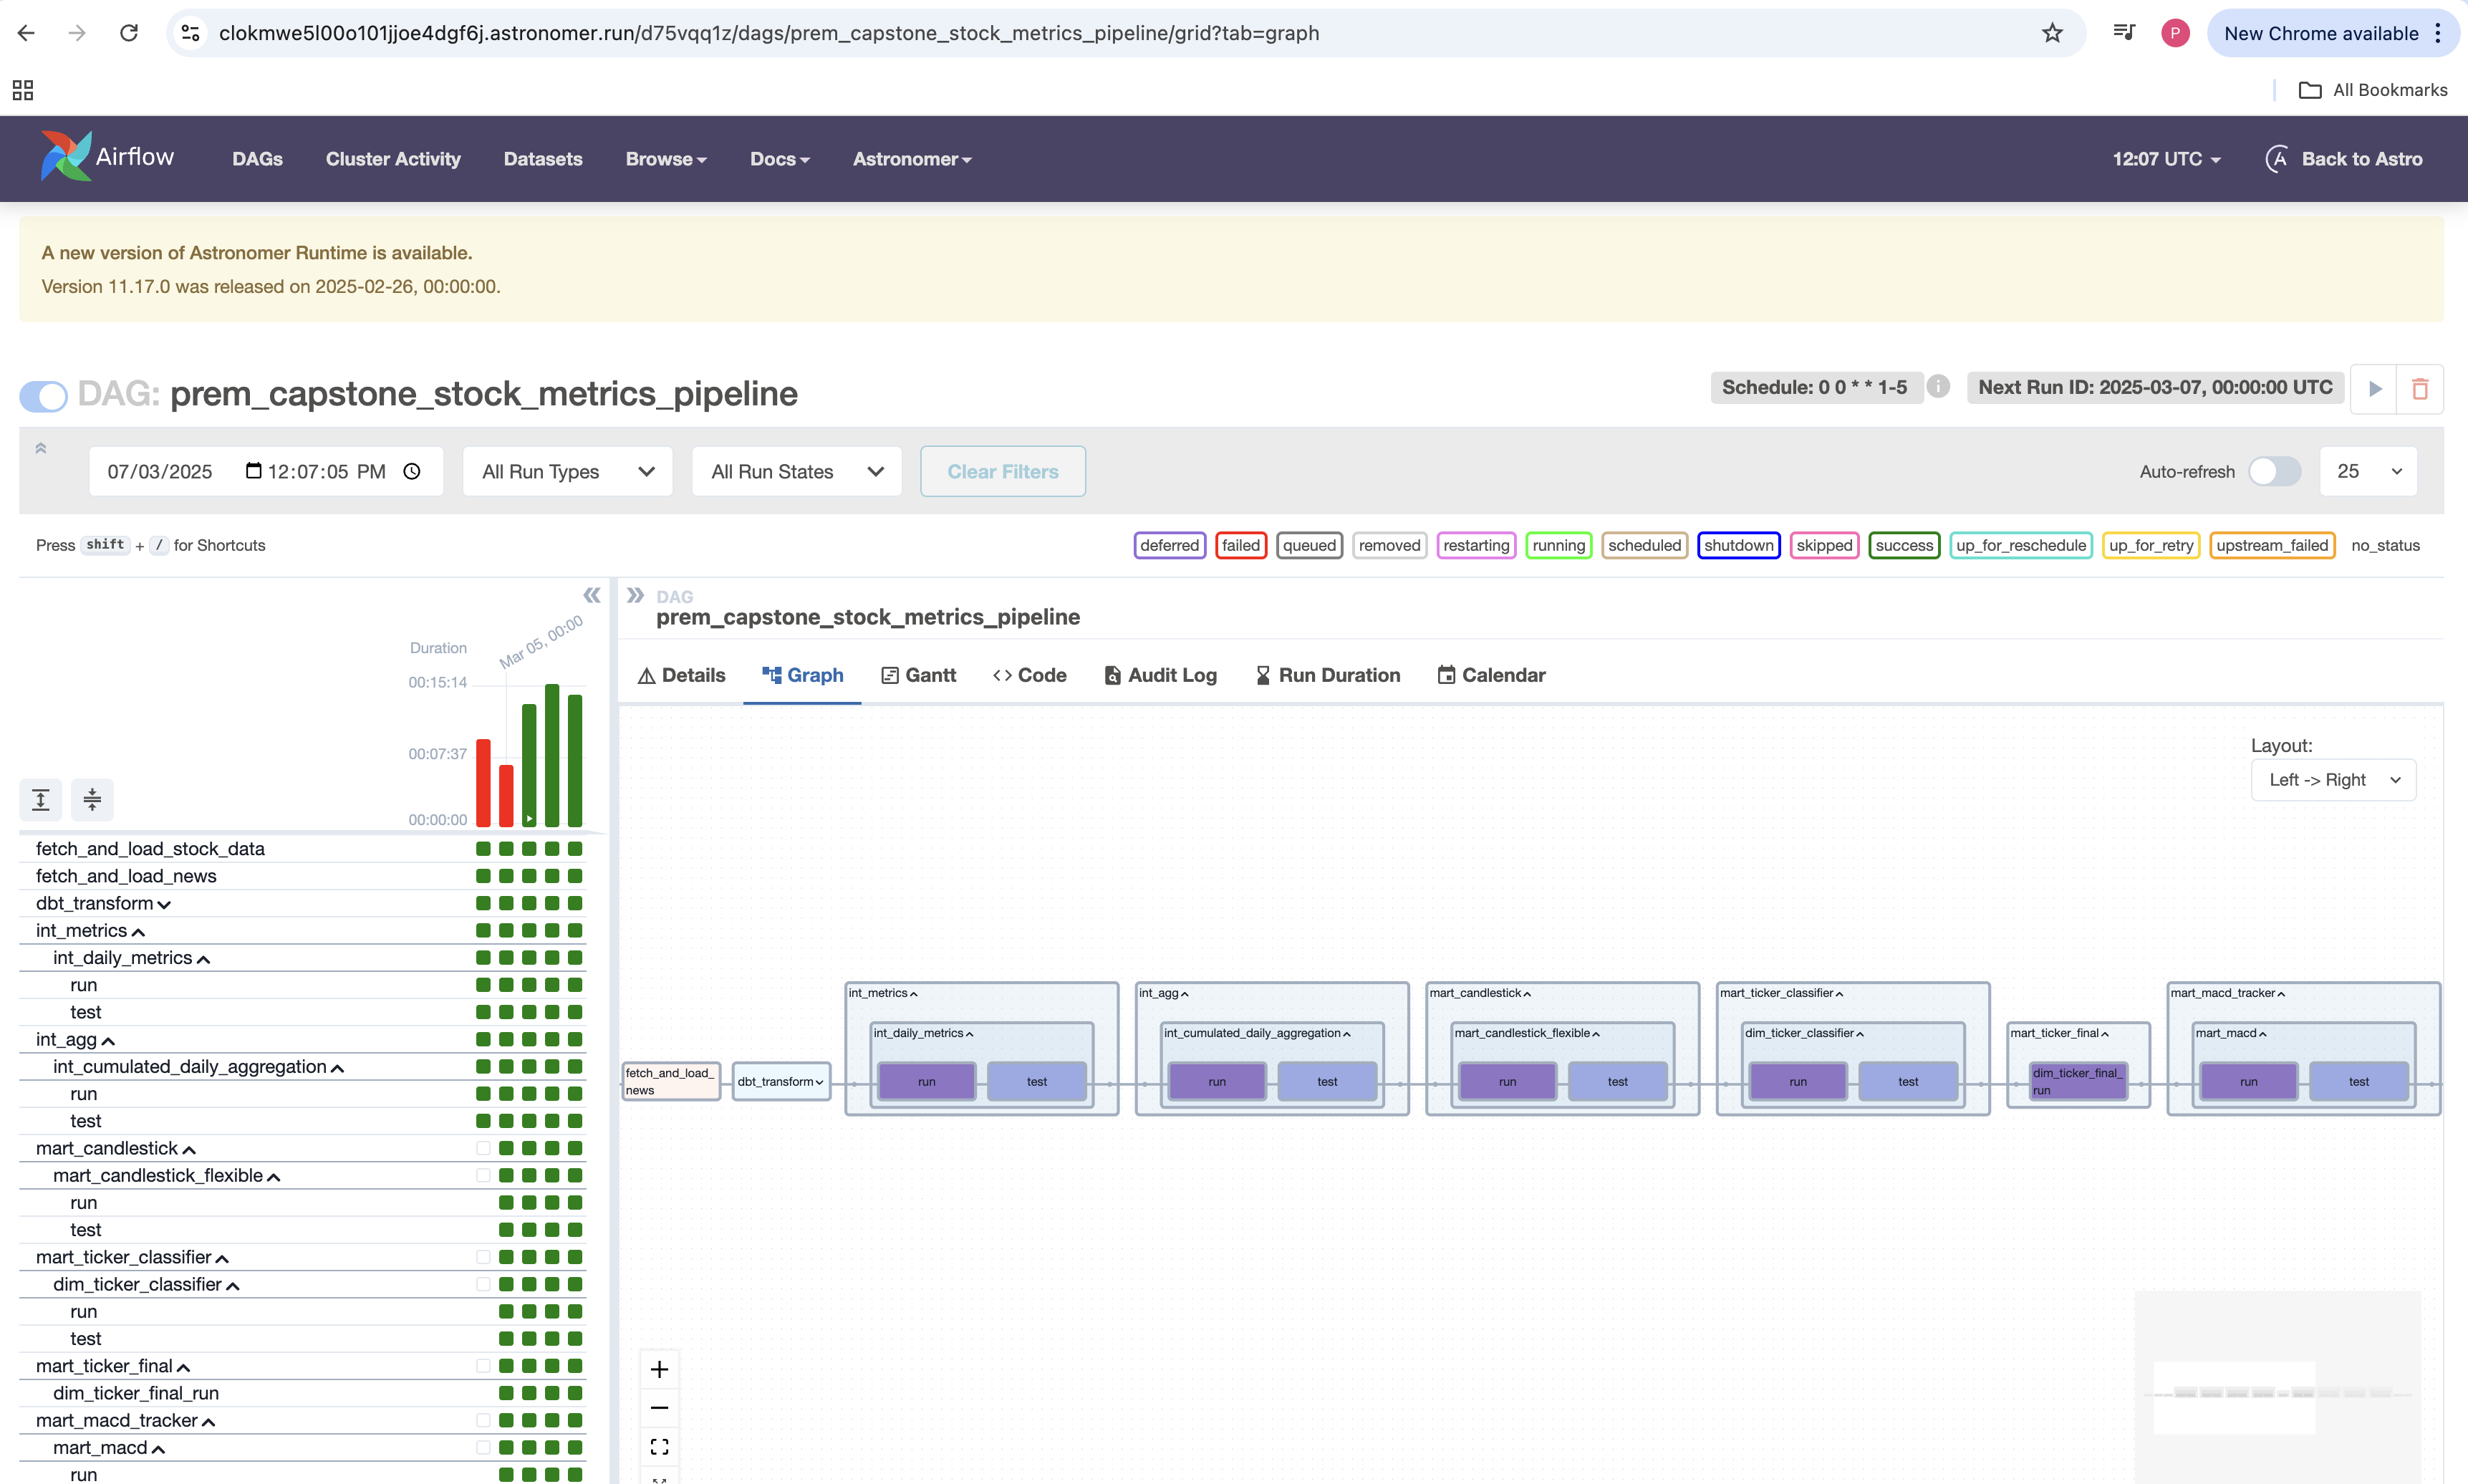 clokmwe5l00o101jjoe4dgf6j.astronomer.run/d75vqq1z/dags/prem_capstone_stock_metrics_pipeline/grid?tab=graph
P
New Chrome available
All Bookmarks
Airflow
DAGs
Cluster Activity
Datasets
Browse
Docs
Astronomer
12:07 UTC
Back to Astro
A new version of Astronomer Runtime is available.
Version 11.17.0 was released on 2025-02-26, 00:00:00.
DAG: prem_capstone_stock_metrics_pipeline
Schedule: 0 0 * * 1-5
Next Run ID: 2025-03-07, 00:00:00 UTC
07/03/2025
12:07:05 PM
All Run Types
All Run States
Clear Filters
Auto-refresh
25
Press shift + / for Shortcuts
deferred
failed
queued
removed
restarting
running
scheduled
shutdown
skipped
success
up_for_reschedule
up_for_retry
upstream_failed
no_status
Duration
Mar 05, 00:00
00:15:14
00:07:37
00:00:00
fetch_and_load_stock_data
fetch_and_load_news
dbt_transform
int_metrics
int_daily_metrics
run
test
int_agg
int_cumulated_daily_aggregation
run
test
mart_candlestick
mart_candlestick_flexible
run
test
mart_ticker_classifier
dim_ticker_classifier
run
test
mart_ticker_final
dim_ticker_final_run
mart_macd_tracker
mart_macd
run
DAG
prem_capstone_stock_metrics_pipeline
Details
Graph
Gantt
Code
Audit Log
Run Duration
Calendar
Layout:
Left -> Right
fetch_and_load_
news
dbt_transform
int_metrics
int_daily_metrics
run
test
int_agg
int_cumulated_daily_aggregation
run
test
mart_candlestick
mart_candlestick_flexible
run
test
mart_ticker_classifier
dim_ticker_classifier
run
test
mart_ticker_final
dim_ticker_final_
run
mart_macd_tracker
mart_macd
run
test